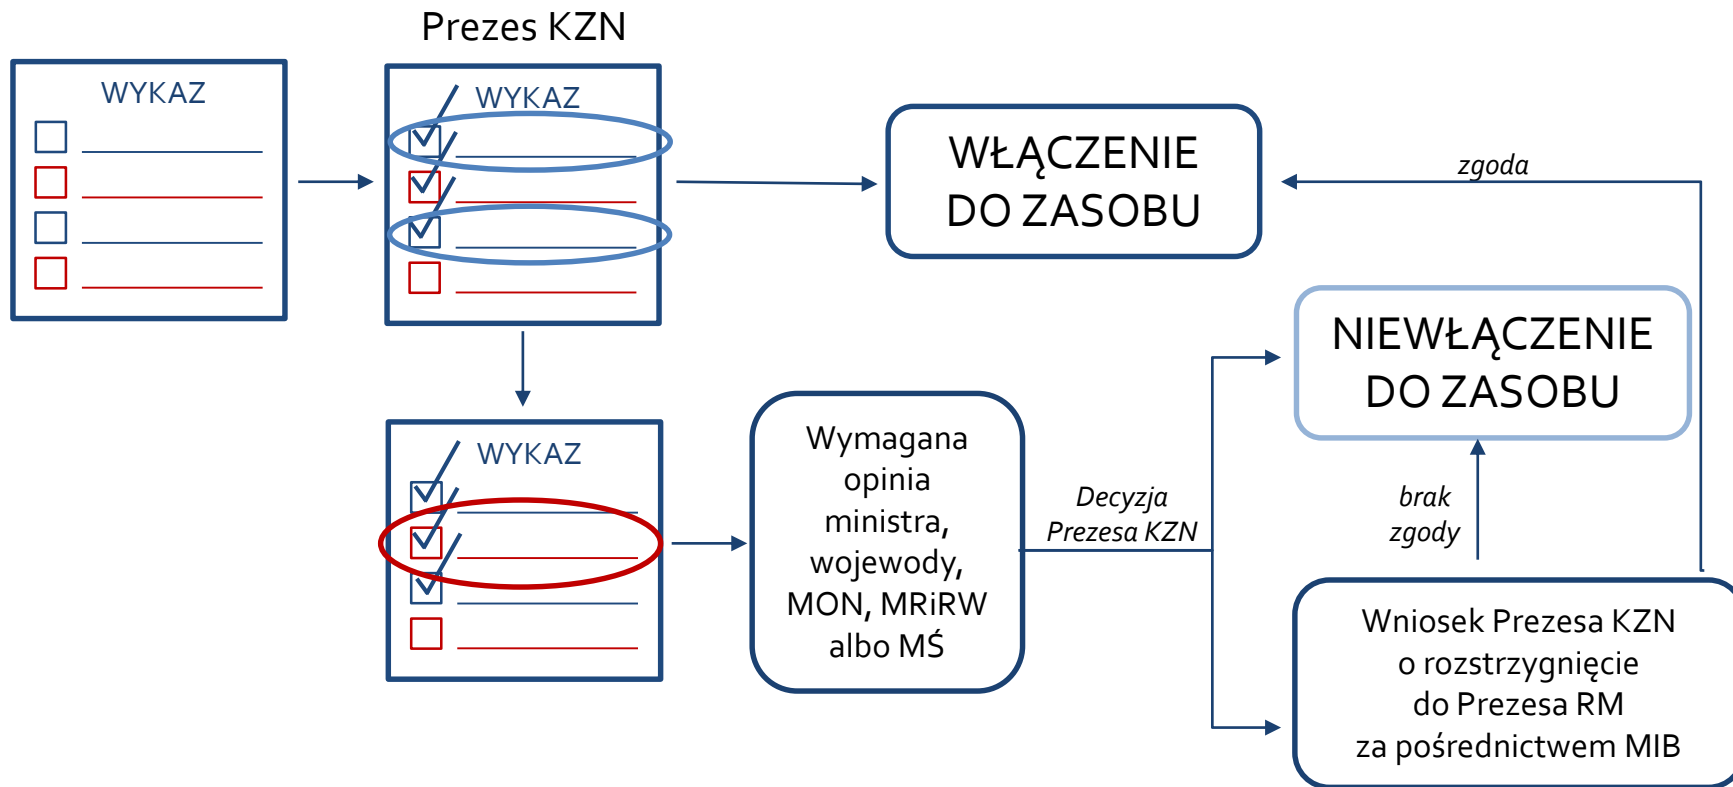 Prezes KZN
WYKAZ
WYKAZ
WŁĄCZENIE
DO ZASOBU
zgoda
NIEWŁĄCZENIE
DO ZASOBU
WYKAZ
Wymagana
opinia
ministra,
wojewody,
MON, MRiRW
albo MŚ
Decyzja
Prezesa KZN
brak
zgody
Wniosek Prezesa KZN
o rozstrzygnięcie
do Prezesa RM
za pośrednictwem MIB